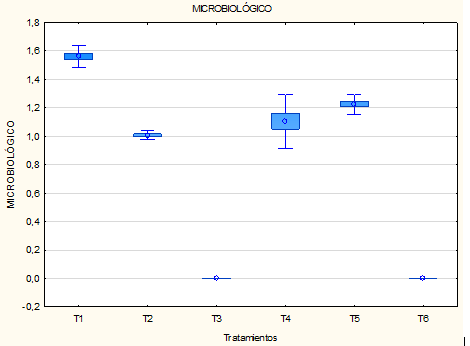 MICROBIOLÓGICO
1,8
1,6
1,4
1,2
1,0
0,8
0,6
0,4
0,2
0,0
-0,2
MICROBIOLÓGICO
T1 T2 T3 T4 T5 T6
Tratamientos